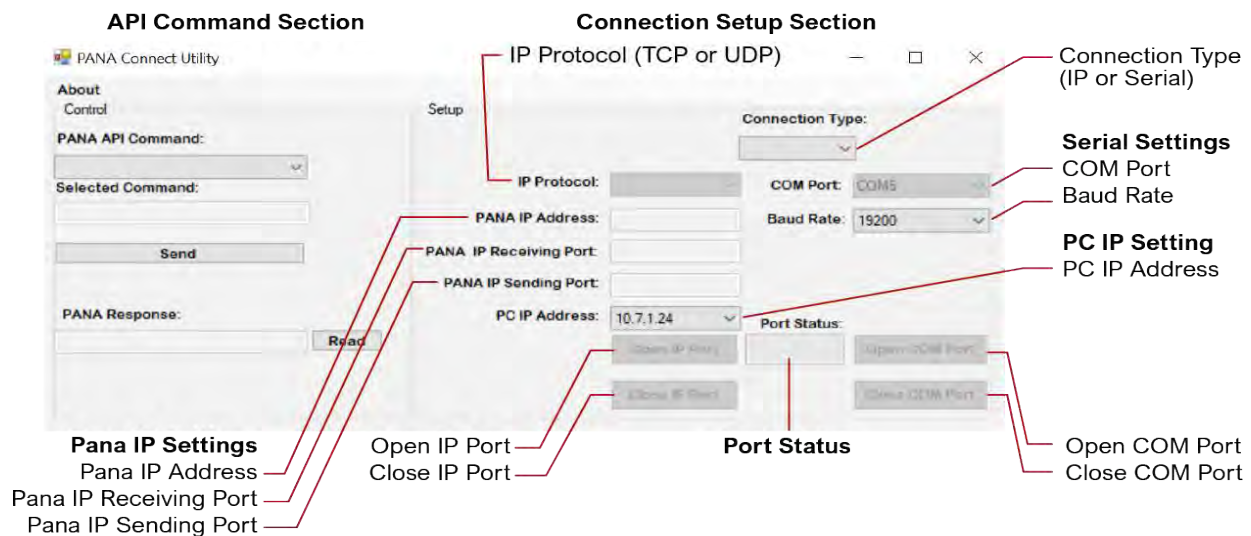 API Command Section
Connection Setup Section
PANA Connect Utility
IP Protocol (TCP or UDP)
Connection Type
(IP or Serial)
About
Control
Setup
Connection Type:
PANA API Command:
Serial Settings
COM Port
Baud Rate
Selected Command:
IP Protocol:
COM Port:
COM5
PANA IP Address:
Baud Rate:
19200
Send
PANA IP Receiving Port:
PC IP Setting
PC IP Address
PANA IP Sending Port:
PANA Response:
PC IP Address:
10.7.1.24
Port Status:
Read
Open IP Port
Open COM Port
Close IP Port
Close COM Port
Pana IP Settings
Pana IP Address
Pana IP Receiving Port
Pana IP Sending Port
Open IP Port
Close IP Port
Port Status
Open COM Port
Close COM Port